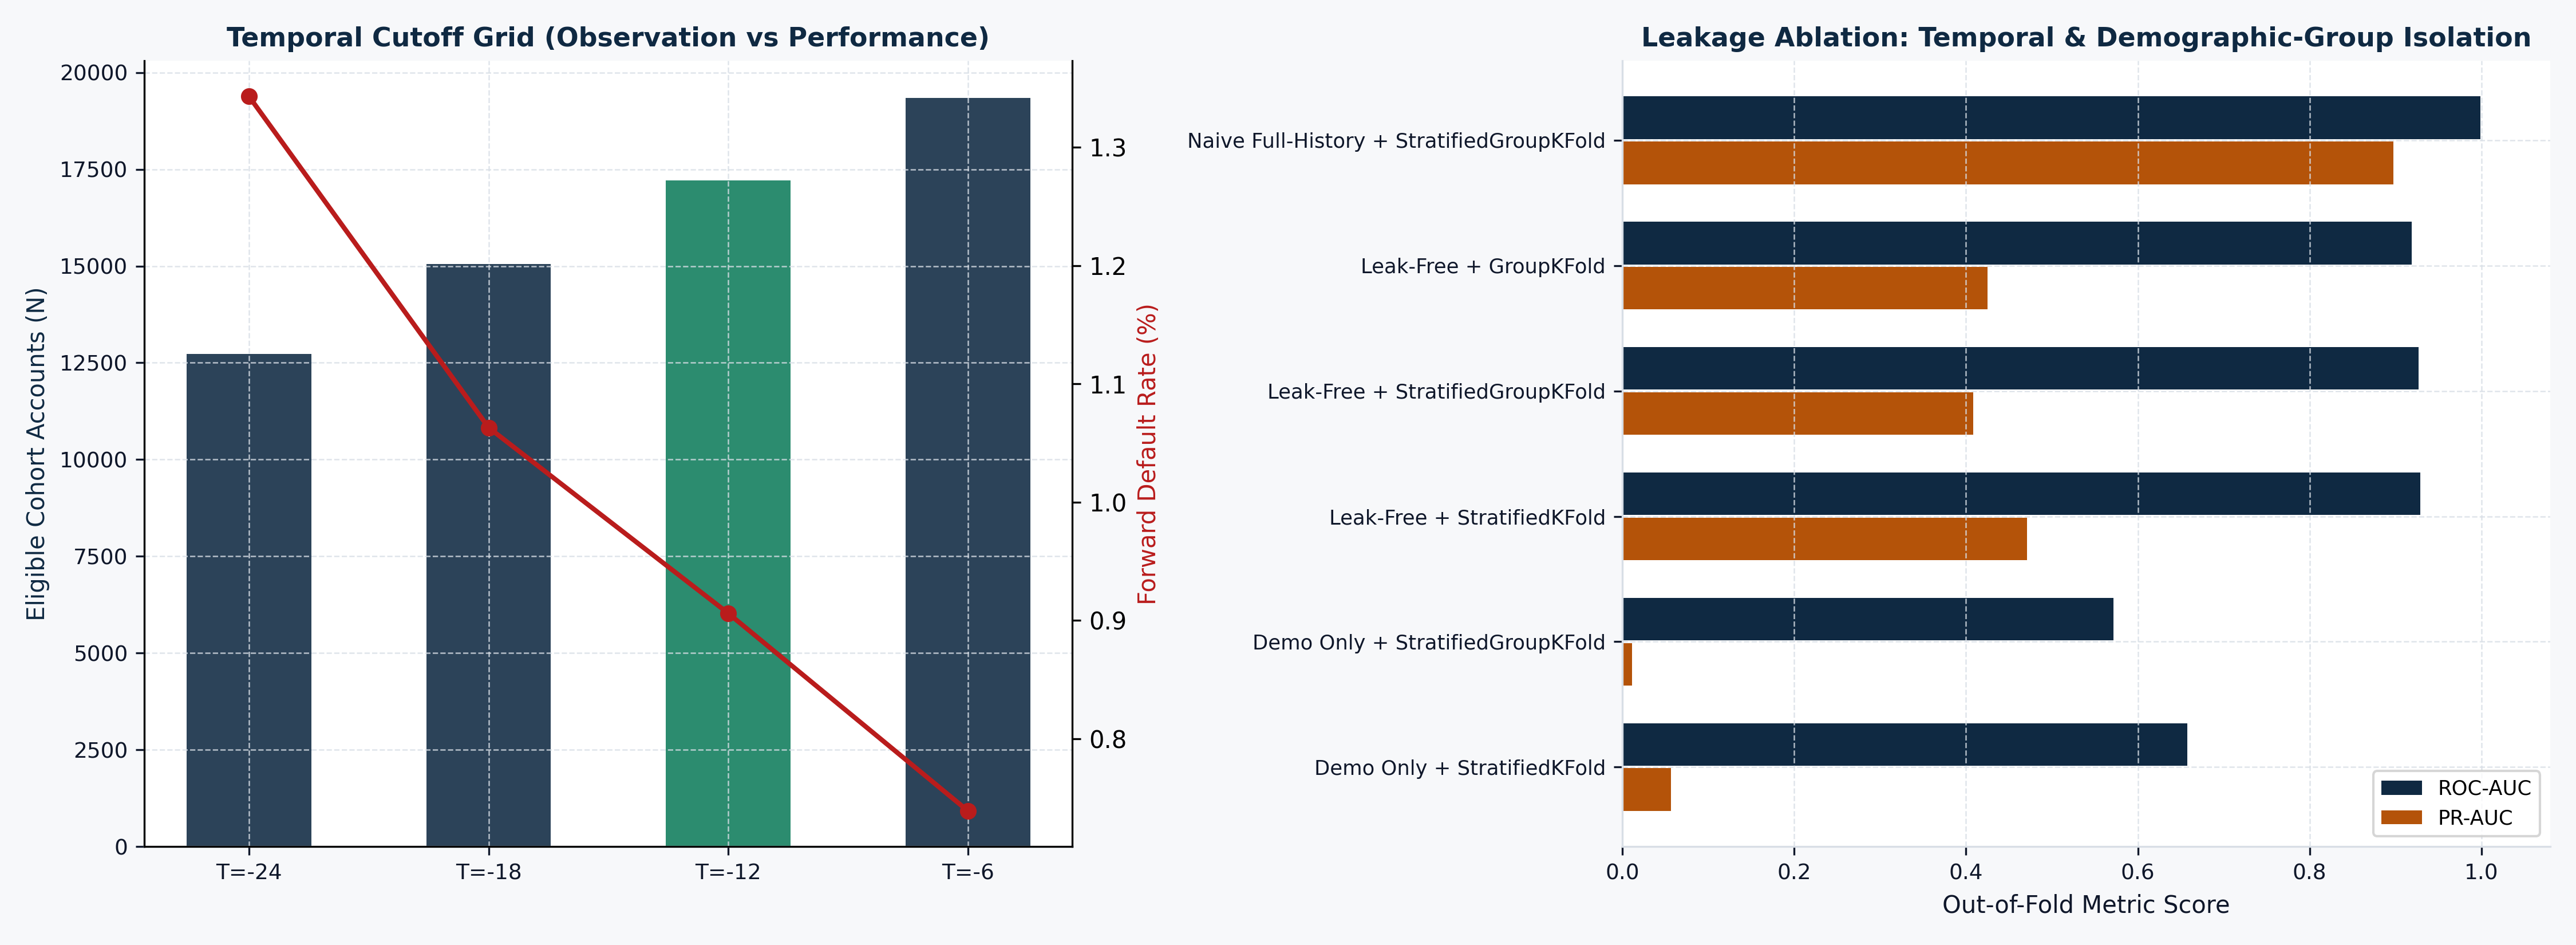 Temporal Cutoff Grid (Observation vs Performance)
Eligible Cohort Accounts (N)
20000
17500
15000
12500
10000
7500
5000
2500
0
T=-24
T=-18
T=-12
T=-6
1.3
1.2
1.1
1.0
0.9
0.8
Forward Default Rate (%)
Leakage Ablation: Temporal & Demographic-Group Isolation
Naive Full-History + StratifiedGroupKFold
Leak-Free + GroupKFold
Leak-Free + StratifiedGroupKFold
Leak-Free + StratifiedKFold
Demo Only + StratifiedGroupKFold
Demo Only + StratifiedKFold
ROC-AUC
PR-AUC
0.0
0.2
0.4
0.6
0.8
1.0
Out-of-Fold Metric Score